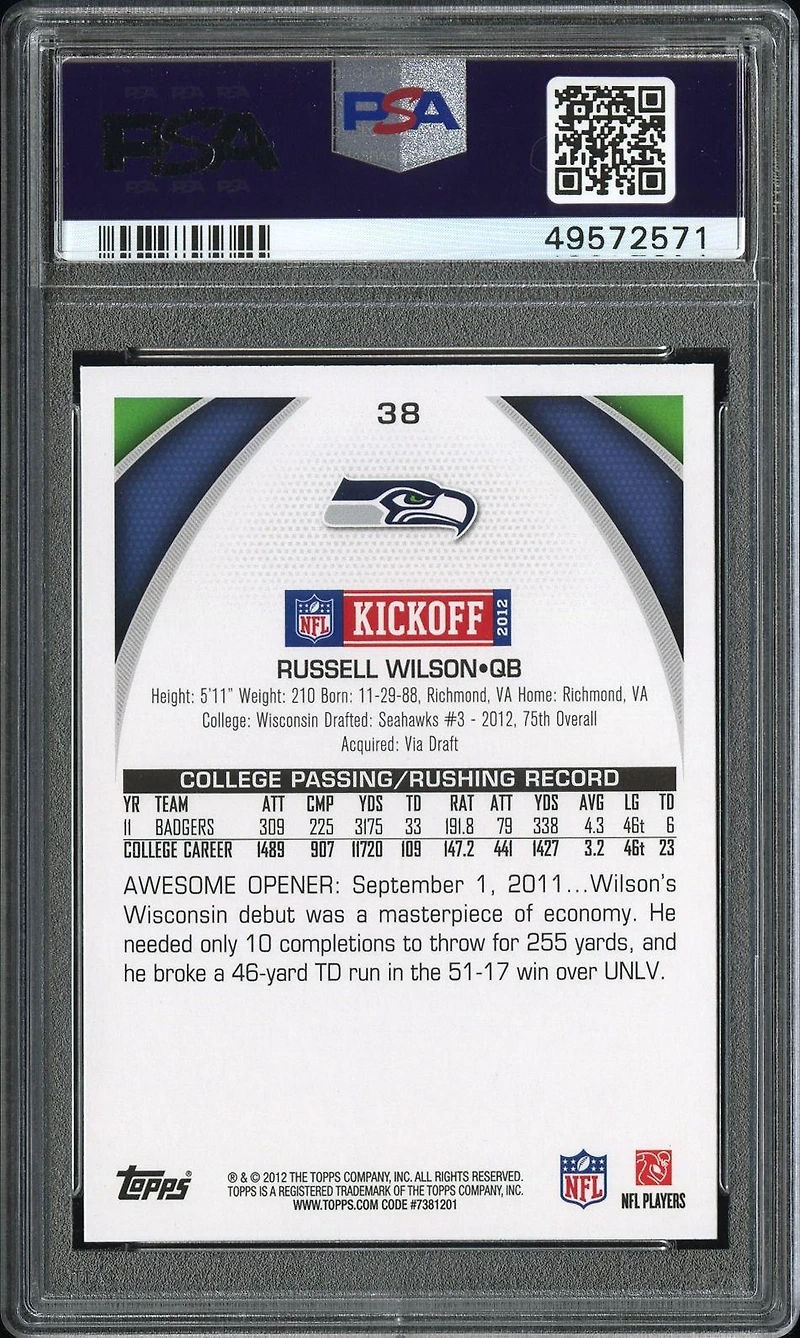 PSA PSA PSA
PSA
PSA PSA PSA
PSA
49572571
38
NFL
KICKOFF
2012
RUSSELL WILSON•QB
Height: 5'11" Weight: 210 Born: 11-29-88, Richmond, VA Home: Richmond, VA
College: Wisconsin Drafted: Seahawks #3 - 2012, 75th Overall
Acquired: Via Draft
COLLEGE PASSING/RUSHING RECORD
YR TEAM ATT CMP YDS TD RAT ATT YDS AVG LG TD
11 BADGERS 309 225 3175 33 191.8 79 338 4.3 46t 6
COLLEGE CAREER 1489 907 11720 109 147.2 441 1427 3.2 46t 23
AWESOME OPENER: September 1, 2011...Wilson's
Wisconsin debut was a masterpiece of economy. He
needed only 10 completions to throw for 255 yards, and
he broke a 46-yard TD run in the 51-17 win over UNLV.
Topps®
® & © 2012 THE TOPPS COMPANY, INC. ALL RIGHTS RESERVED.
TOPPS IS A REGISTERED TRADEMARK OF THE TOPPS COMPANY, INC.
WWW.TOPPS.COM CODE #7381201
NFL
NFL PLAYERS